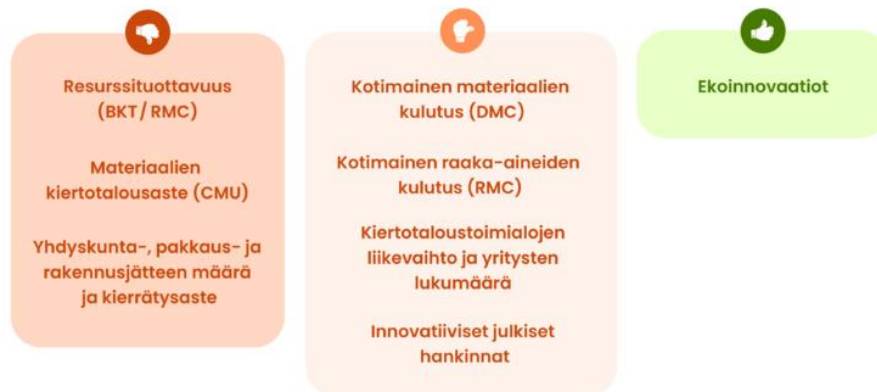 Resurssituottavuus
(BKT / RMC)
Materiaalien
kiertotalousaste (CMU)
Yhdyskunta-, pakkaus- ja
rakennusjätteen määrä
ja kierrätysaste
Kotimainen materiaalien
kulutus (DMC)
Kotimainen raaka-aineiden
kulutus (RMC)
Kiertotaloustoimialojen
liikevaihto ja yritysten
lukumäärä
Innovatiiviset julkiset
hankinnat
Ekoinnovaatiot